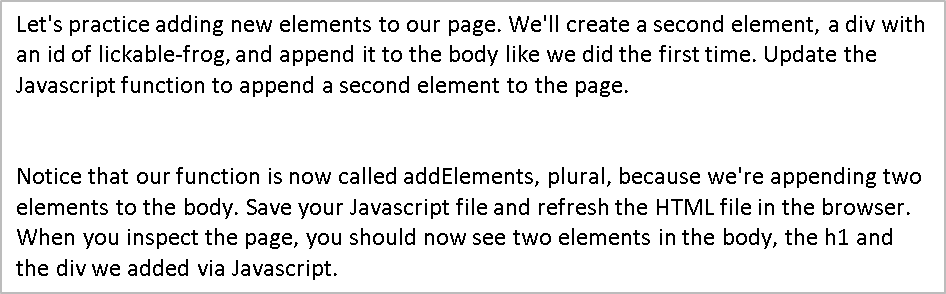 Let's practice adding new elements to our page. We'll create a second element, a div with
an id of lickable-frog, and append it to the body like we did the first time. Update the
Javascript function to append a second element to the page.
Notice that our function is now called addElements, plural, because we're appending two
elements to the body. Save your Javascript file and refresh the HTML file in the browser.
When you inspect the page, you should now see two elements in the body, the h1 and
the div we added via Javascript.